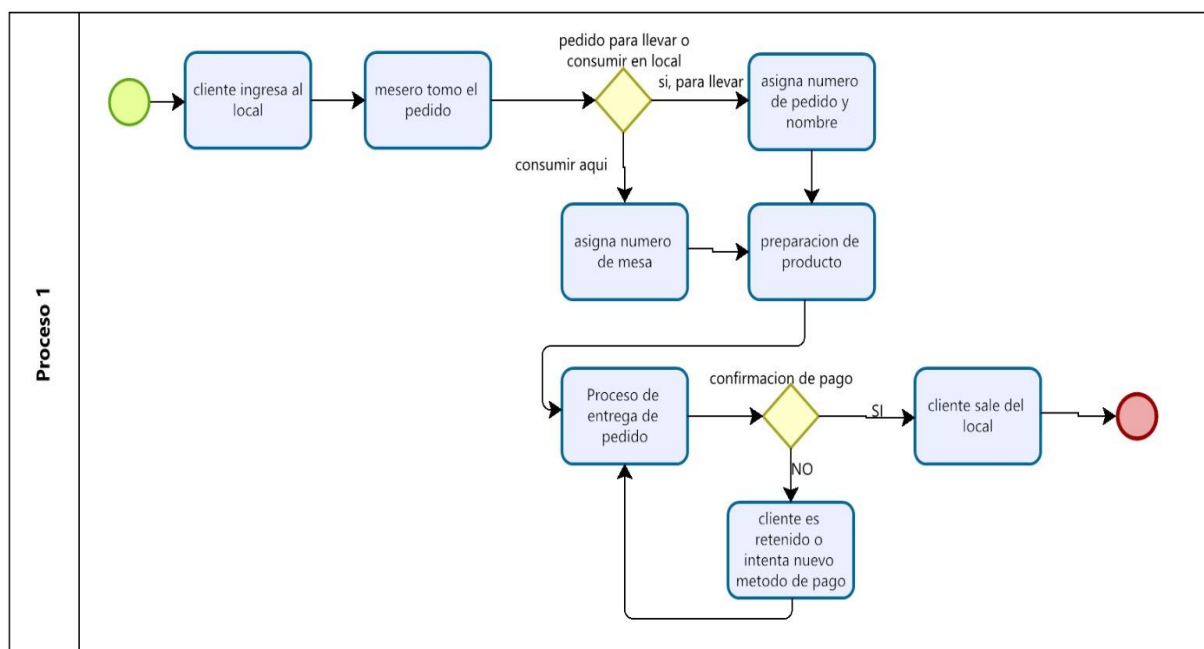 Proceso 1
cliente ingresa al
local
mesero tomo el
pedido
pedido para llevar o
consumir en local
si, para llevar
asigna numero
de pedido y
nombre
consumir aqui
asigna numero
de mesa
preparacion de
producto
Proceso de
entrega de
pedido
confirmacion de pago
SI
cliente sale del
local
NO
cliente es
retenido o
intenta nuevo
metodo de pago